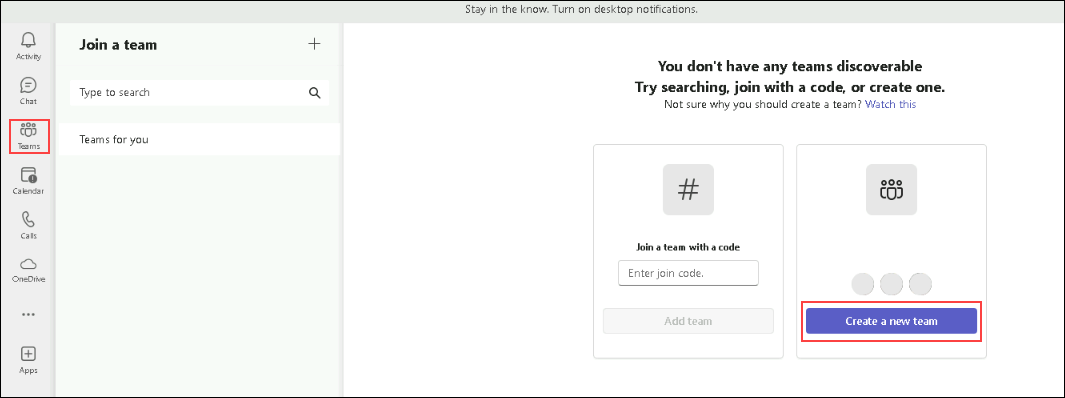 Stay in the know. Turn on desktop notifications.
Activity
Chat
Teams
Calendar
Calls
OneDrive
...
Apps
Join a team
Type to search
Teams for you
You don't have any teams discoverable
Try searching, join with a code, or create one.
Not sure why you should create a team? Watch this
#
Join a team with a code
Enter join code.
Add team
Create a new team